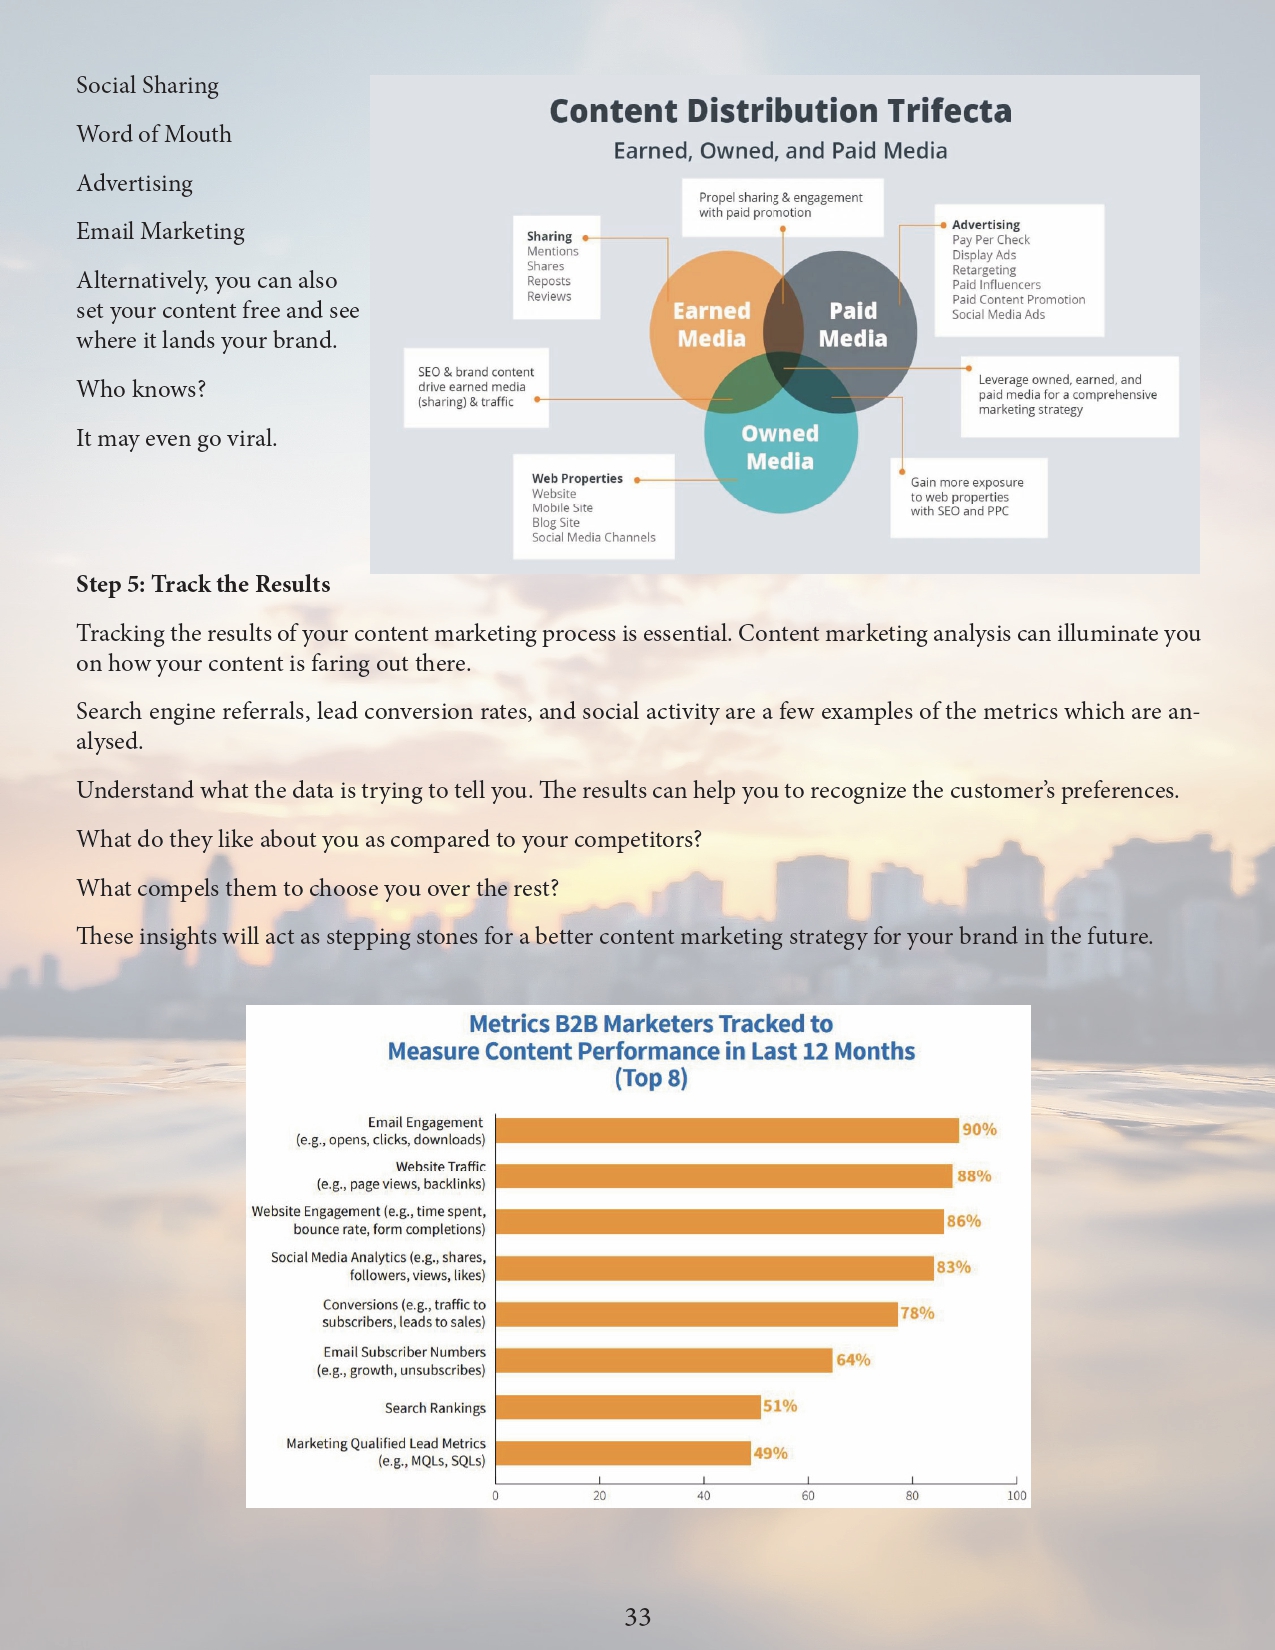 Social Sharing
Word of Mouth
Advertising
Email Marketing
Alternatively, you can also
set your content free and see
where it lands your brand.
Who knows?
It may even go viral.
Content Distribution Trifecta
Earned, Owned, and Paid Media
Propel sharing & engagement
with paid promotion
Sharing
Mentions
Shares
Reposts
Reviews
Advertising
Pay Per Check
Display Ads
Retargeting
Paid Influencers
Paid Content Promotion
Social Media Ads
Earned
Media
Paid
Media
SEO & brand content
drive earned media
(sharing) & traffic
Leverage owned, earned, and
paid media for a comprehensive
marketing strategy
Owned
Media
Web Properties
Website
Mobile Site
Blog Site
Social Media Channels
Gain more exposure
to web properties
with SEO and PPC
Step 5: Track the Results
Tracking the results of your content marketing process is essential. Content marketing analysis can illuminate you
on how your content is faring out there.
Search engine referrals, lead conversion rates, and social activity are a few examples of the metrics which are an-
alysed.
Understand what the data is trying to tell you. The results can help you to recognize the customer’s preferences.
What do they like about you as compared to your competitors?
What compels them to choose you over the rest?
These insights will act as stepping stones for a better content marketing strategy for your brand in the future.
Metrics B2B Marketers Tracked to
Measure Content Performance in Last 12 Months
(Top 8)
Email Engagement
(e.g., opens, clicks, downloads)
90%
Website Traffic
(e.g., page views, backlinks)
88%
Website Engagement (e.g., time spent,
bounce rate, form completions)
86%
Social Media Analytics (e.g., shares,
followers, views, likes)
83%
Conversions (e.g., traffic to
subscribers, leads to sales)
78%
Email Subscriber Numbers
(e.g., growth, unsubscribes)
64%
Search Rankings
51%
Marketing Qualified Lead Metrics
(e.g., MQLs, SQLs)
49%
0 20 40 60 80 100
33